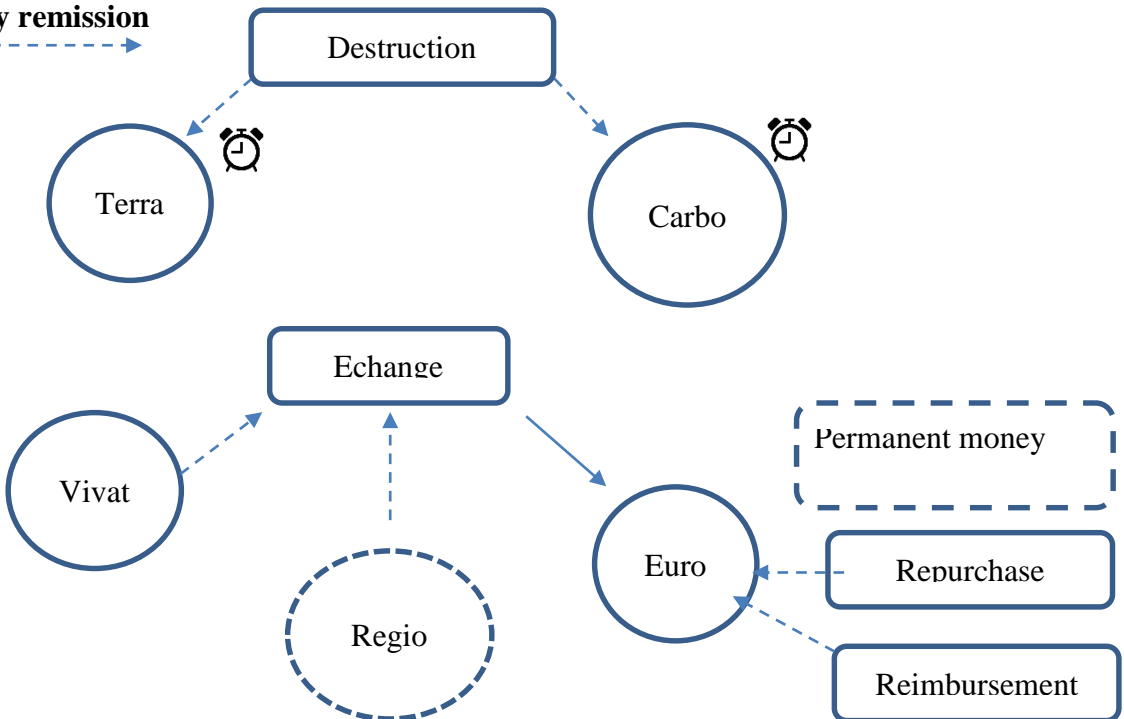 y remission
Destruction
Terra
Carbo
Echange
Permanent money
Vivat
Euro
Repurchase
Regio
Reimbursement